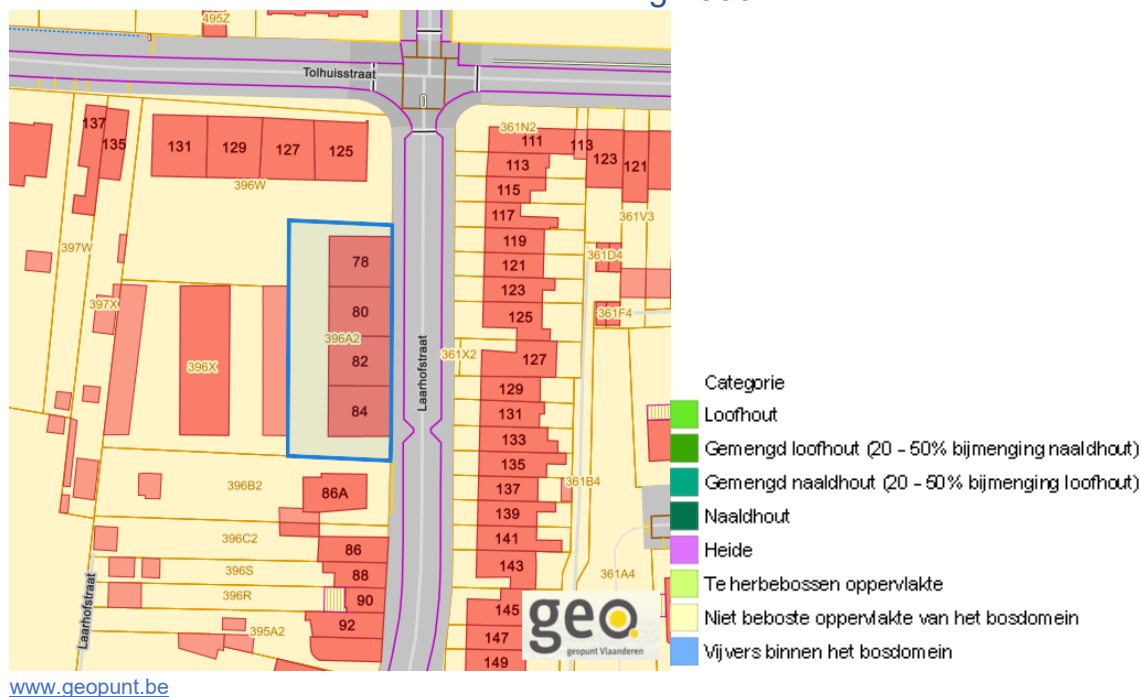 495Z
Tolhuisstraat
137
135
131
129
127
125
396W
361N2
111
113
123
121
113
115
117
361V3
119
397W
361D4
78
121
123
397X
80
361F4
125
396A2
396X
82
361X2
127
Laarhofstraat
84
129
131
133
135
396B2
86A
137
361B4
139
396C2
141
86
143
396S
88
361A4
Laarhofstraat
396R
90
145
395A2
92
147
149
geo
geopunt Vlaanderen
Categorie
Loofhout
Gemengd loofhout (20 - 50% bijmenging naaldhout)
Gemengd naaldhout (20 - 50% bijmenging loofhout)
Naaldhout
Heide
Te herbebossen oppervlakte
Niet beboste oppervlakte van het bosdomein
Vijvers binnen het bosdomein
www.geopunt.be